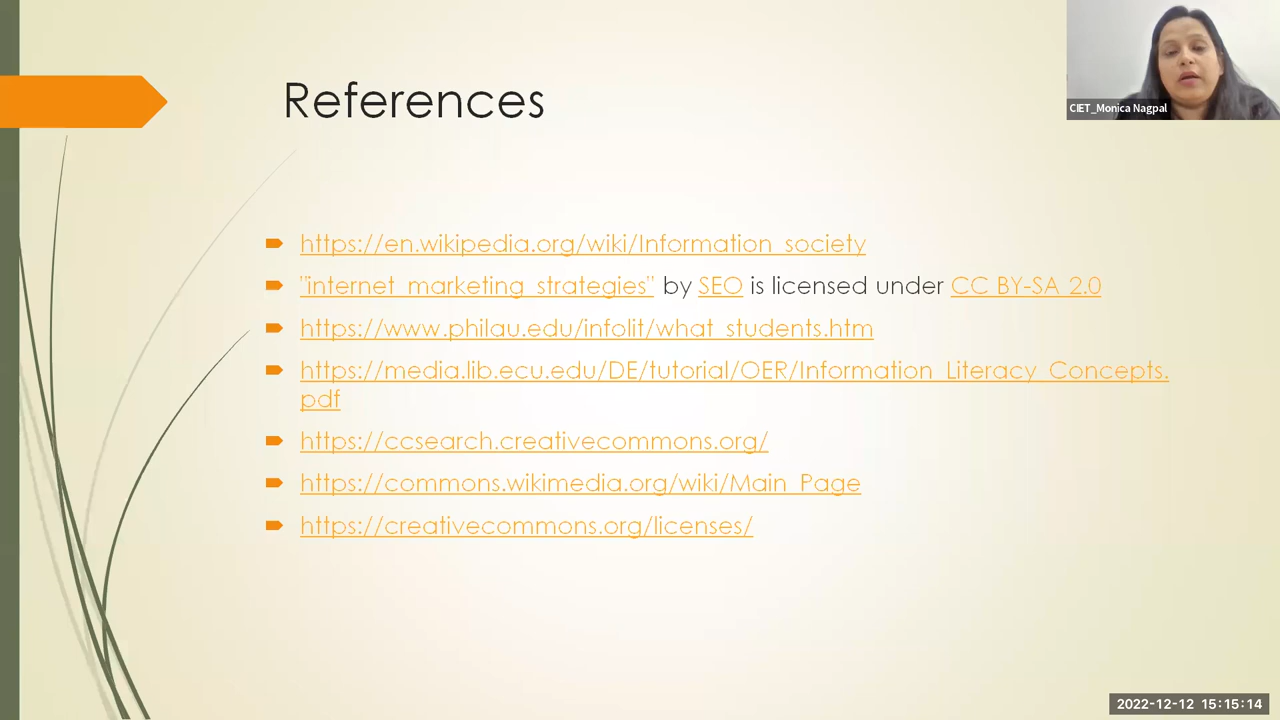 CIET_Monica Nagpal
References
https://en.wikipedia.org/wiki/Information_society
"internet marketing strategies" by SEO is licensed under CC BY-SA 2.0
https://www.philau.edu/infolit/what_students.htm
https://media.lib.ecu.edu/DE/tutorial/OER/Information_Literacy_Concepts.
pdf
https://ccsearch.creativecommons.org/
https://commons.wikimedia.org/wiki/Main_Page
https://creativecommons.org/licenses/
2022-12-12 15:15:14